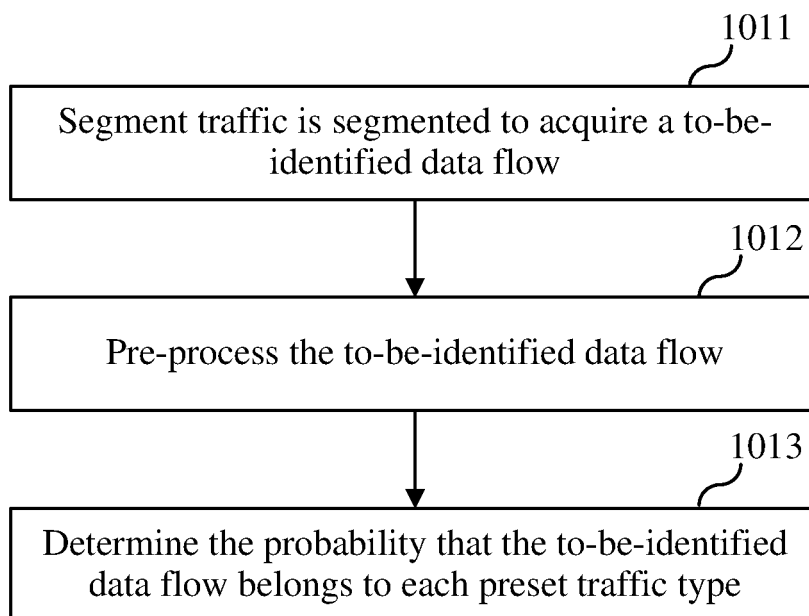 1011
Segment traffic is segmented to acquire a to-be-
identified data flow
1012
Pre-process the to-be-identified data flow
1013
Determine the probability that the to-be-identified
data flow belongs to each preset traffic type